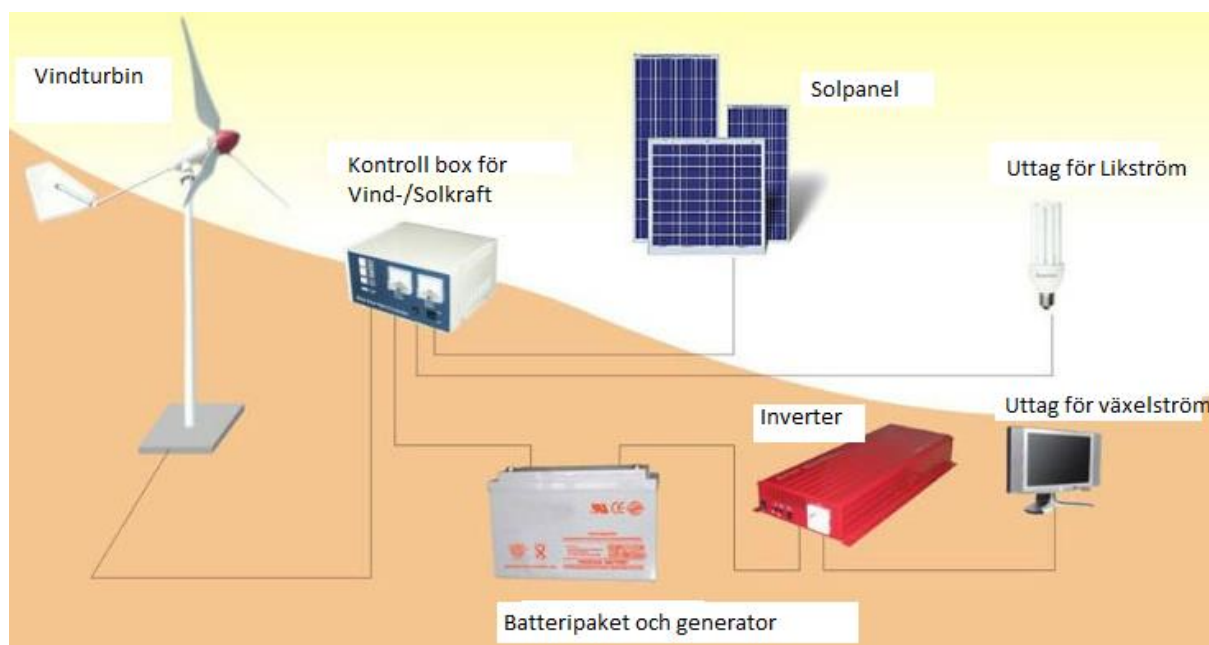 Vindturbin
Solpanel
Kontroll box för
Vind-/Solkraft
Uttag för Likström
Inverter
Uttag för växelström
Batteripaket och generator